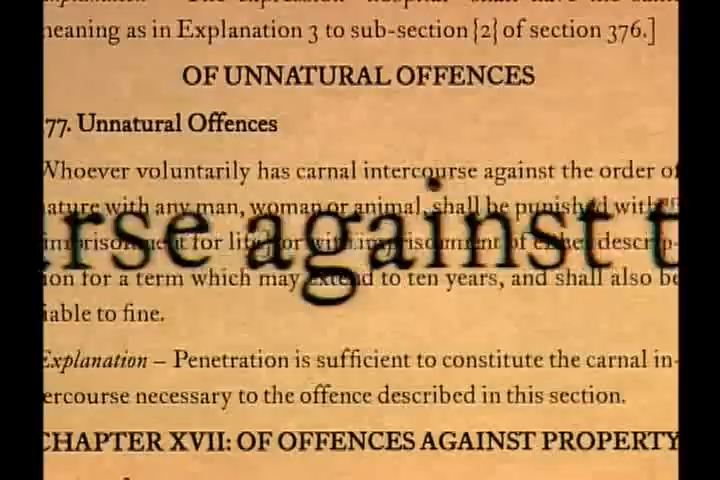 meaning as in Explanation 3 to sub-section {2} of section 376.]
OF UNNATURAL OFFENCES
77. Unnatural Offences
Whoever voluntarily has carnal intercourse against the order of
ature with any man, woman or animal, shall be punished with
rse against t
imprisonment for life, or with imprisonment of either descrip-
ion for a term which may extend to ten years, and shall also be
iable to fine.
Explanation – Penetration is sufficient to constitute the carnal in-
ercourse necessary to the offence described in this section.
CHAPTER XVII: OF OFFENCES AGAINST PROPERTY